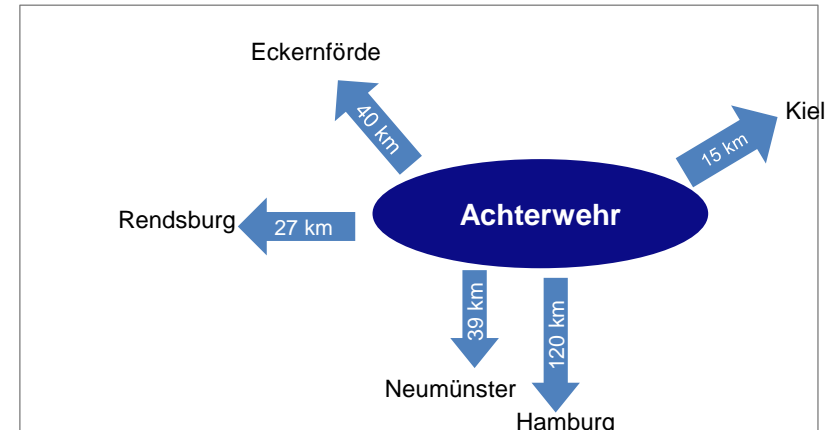 Eckernförde
40 km
Kiel
15 km
Achterwehr
Rendsburg
27 km
39 km
120 km
Neumünster
Hamburg